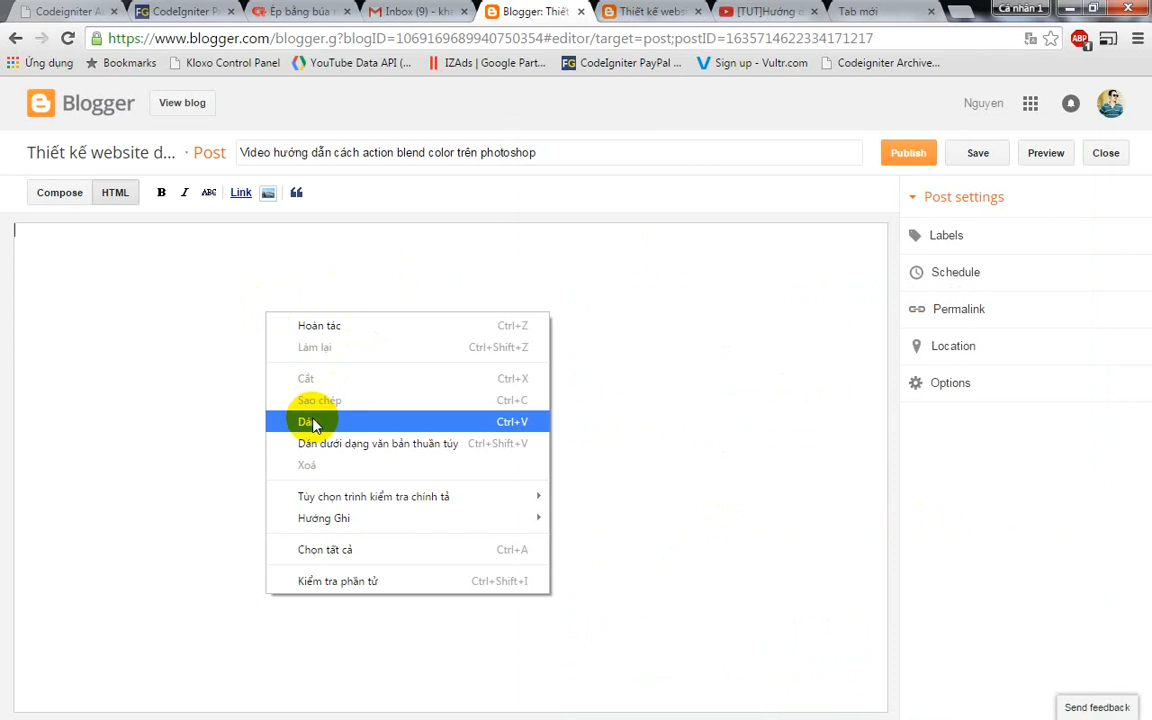 Codeigniter A
CodeIgniter P
Ép bằng búa
Inbox (9) - kh
Blogger: Thiết
Thiết kế webs
[TUT]Hướng d
Tab mới
Cá nhân 1
https://www.blogger.com/blogger.g?blogID=1069169689940750354#editor/target=post;postID=1635714622334171217
ABP
1
Ứng dụng
Bookmarks
Kloxo Control Panel
YouTube Data API (...
IZAds | Google Part...
FG
CodeIgniter PayPal ...
Sign up - Vultr.com
Codeigniter Archive...
Blogger
View blog
Nguyen
Thiết kế website d... · Post
Video hướng dẫn cách action blend color trên photoshop
Publish
Save
Preview
Close
Compose
HTML
B
I
ABC
Link
Post settings
Labels
Schedule
Permalink
Location
Options
Hoàn tác Ctrl+Z
Làm lại Ctrl+Shift+Z
Cắt Ctrl+X
Sao chép Ctrl+C
Dán Ctrl+V
Dán dưới dạng văn bản thuần túy Ctrl+Shift+V
Xoá
Tùy chọn trình kiểm tra chính tả
Hướng Ghi
Chọn tất cả Ctrl+A
Kiểm tra phần tử Ctrl+Shift+I
Send feedback